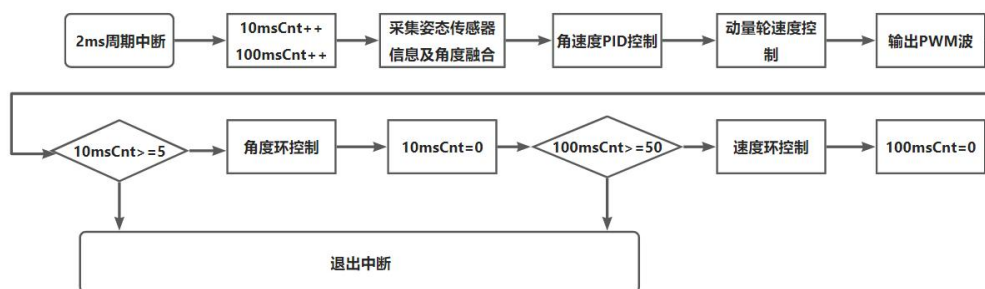 2ms周期中断
10msCnt++
100msCnt++
采集姿态传感器
信息及角度融合
角速度PID控制
动量轮速度控
制
输出PWM波
10msCnt>=5
角度环控制
10msCnt=0
100msCnt>=50
速度环控制
100msCnt=0
退出中断